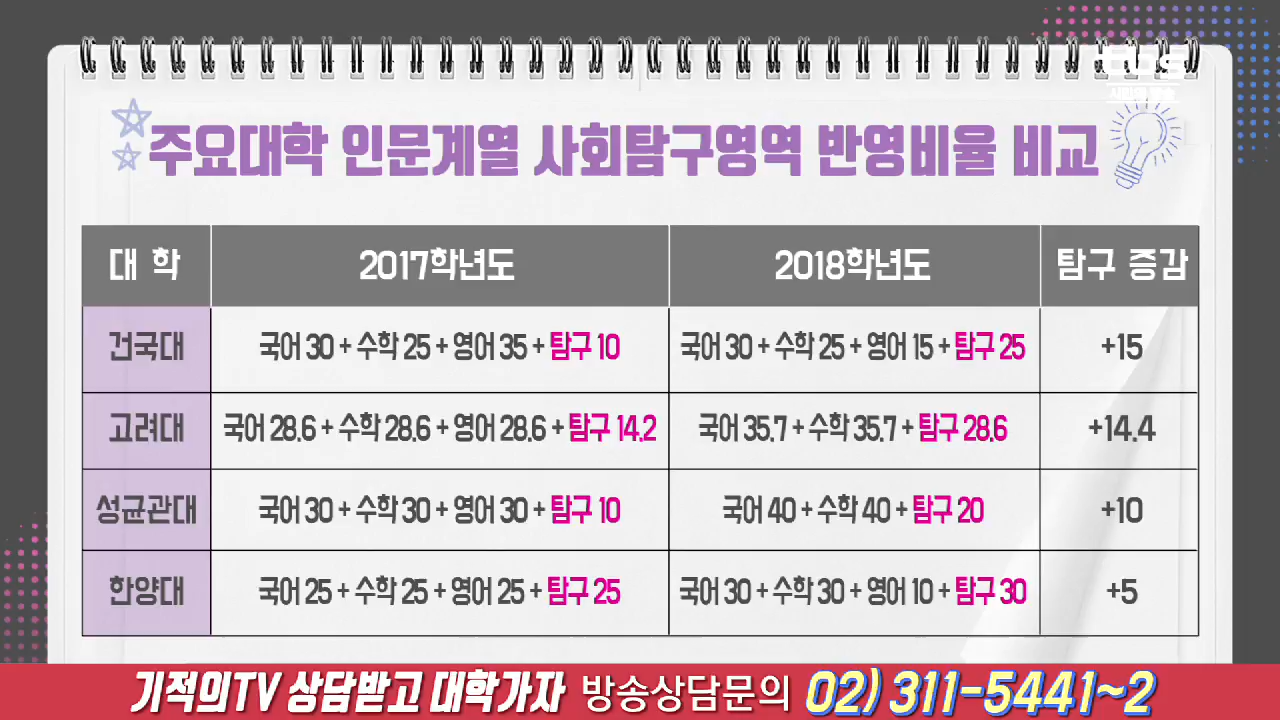 주요대학 인문계열 사회탐구영역 반영비율 비교
대 학 2017학년도 2018학년도 탐구 증감
건국대 국어 30 + 수학 25 + 영어 35 + 탐구 10 국어 30 + 수학 25 + 영어 15 + 탐구 25 +15
고려대 국어 28.6 + 수학 28.6 + 영어 28.6 + 탐구 14.2 국어 35.7 + 수학 35.7 + 탐구 28.6 +14.4
성균관대 국어 30 + 수학 30 + 영어 30 + 탐구 10 국어 40 + 수학 40 + 탐구 20 +10
한양대 국어 25 + 수학 25 + 영어 25 + 탐구 25 국어 30 + 수학 30 + 영어 10 + 탐구 30 +5
기적의TV 상담받고 대학가자 방송상담문의 02) 311-5441~2